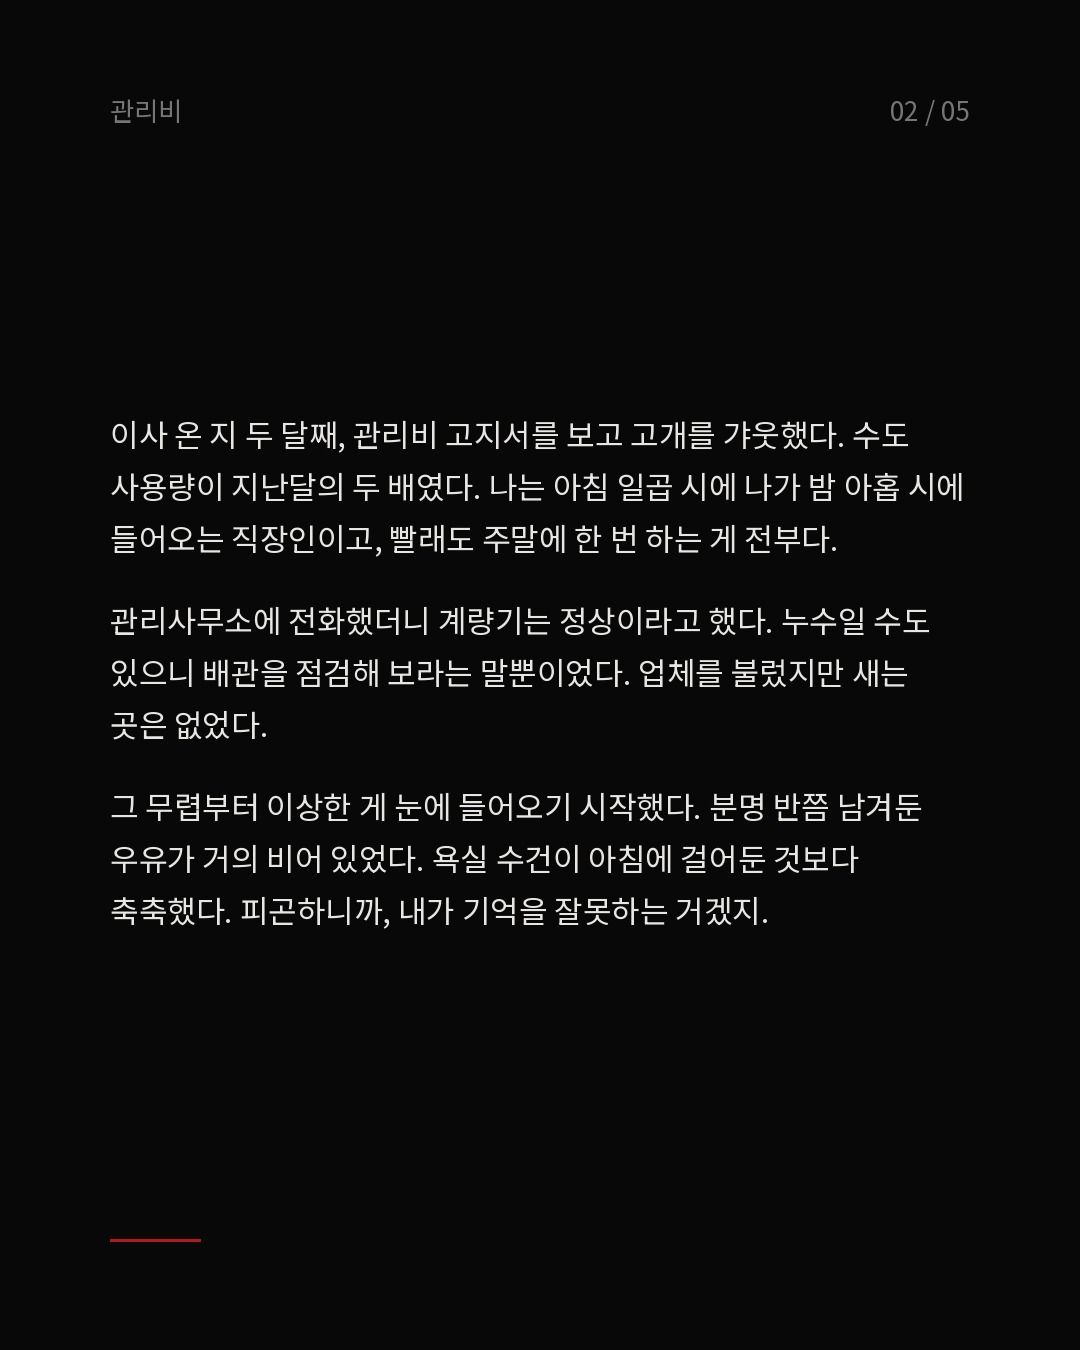 관리비
02 / 05
이사 온 지 두 달째, 관리비 고지서를 보고 고개를 갸웃했다. 수도
사용량이 지난달의 두 배였다. 나는 아침 일곱 시에 나가 밤 아홉 시에
들어오는 직장인이고, 빨래도 주말에 한 번 하는 게 전부다.
관리사무소에 전화했더니 계량기는 정상이라고 했다. 누수일 수도
있으니 배관을 점검해 보라는 말뿐이었다. 업체를 불렀지만 새는
곳은 없었다.
그 무렵부터 이상한 게 눈에 들어오기 시작했다. 분명 반쯤 남겨둔
우유가 거의 비어 있었다. 욕실 수건이 아침에 걸어둔 것보다
축축했다. 피곤하니까, 내가 기억을 잘못하는 거겠지.